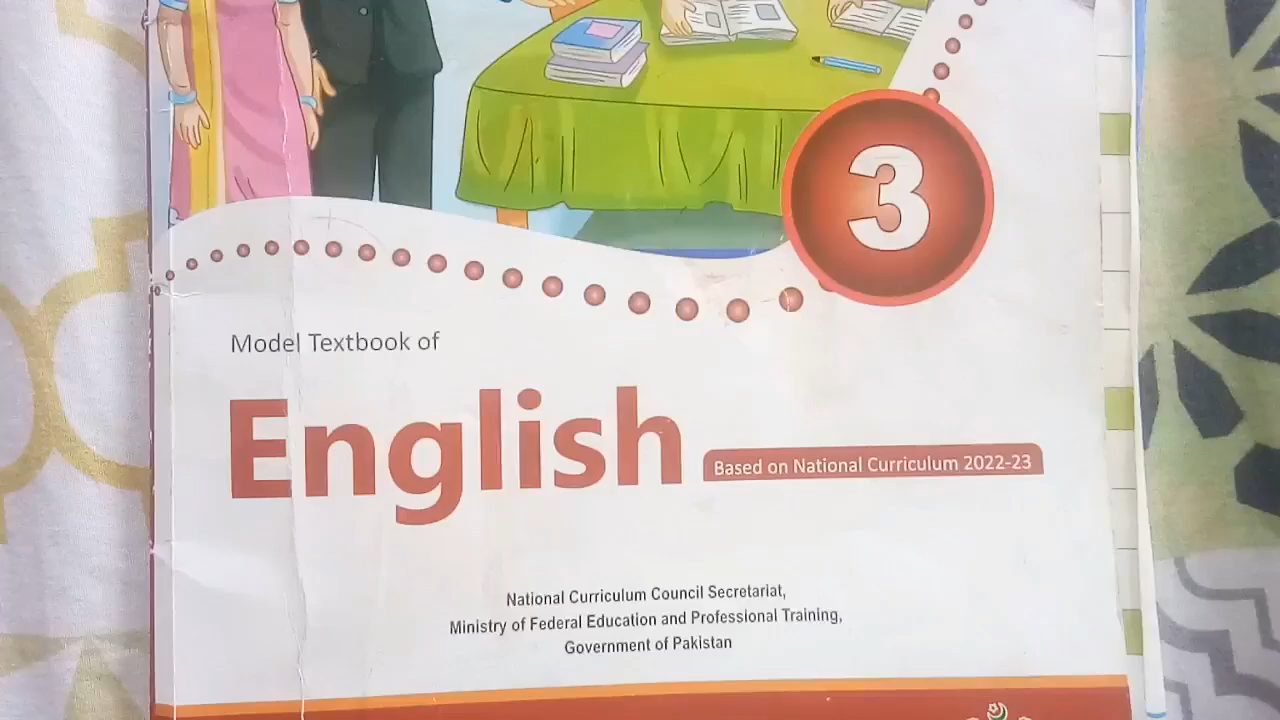 3
Model Textbook of
English
Based on National Curriculum 2022-23
National Curriculum Council Secretariat,
Ministry of Federal Education and Professional Training,
Government of Pakistan